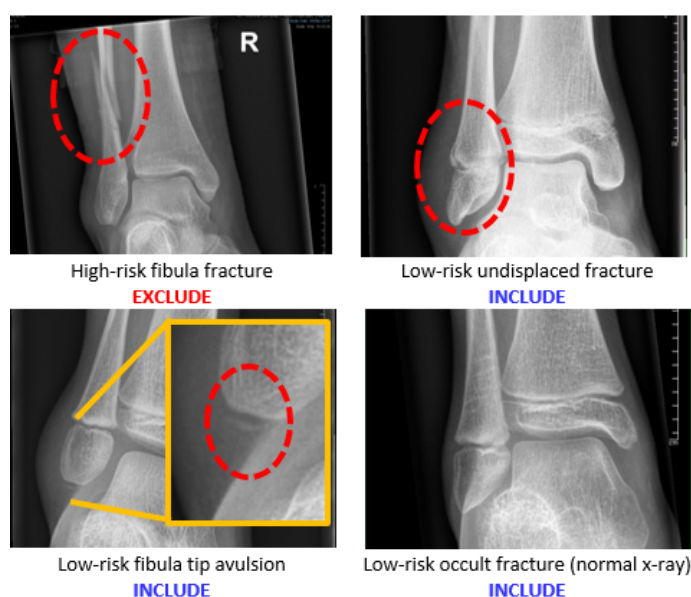 R
High-risk fibula fracture
EXCLUDE
Low-risk undisplaced fracture
INCLUDE
Low-risk fibula tip avulsion
INCLUDE
Low-risk occult fracture (normal x-ray)
INCLUDE